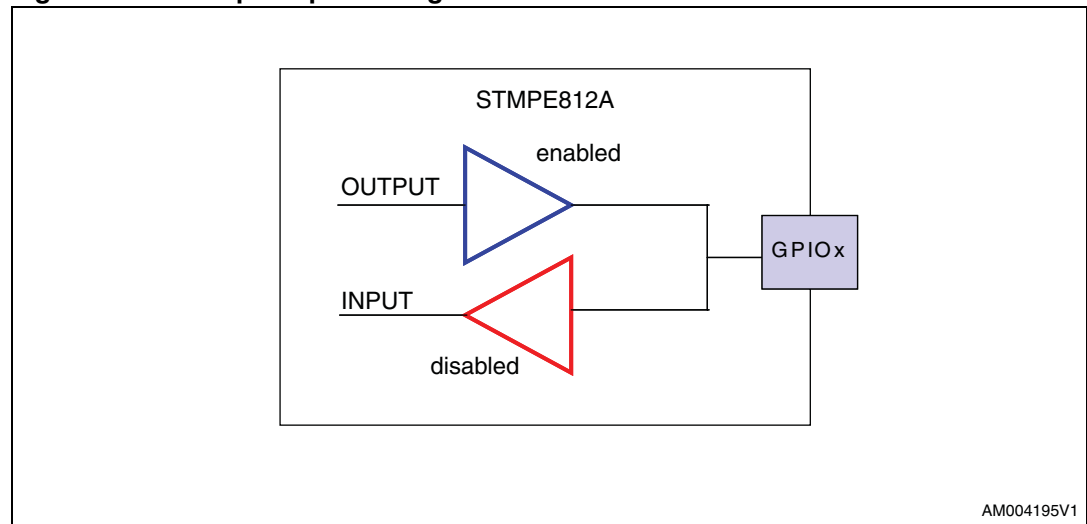 STMPE812A
enabled
OUTPUT
GPIOx
INPUT
disabled
AM004195V1